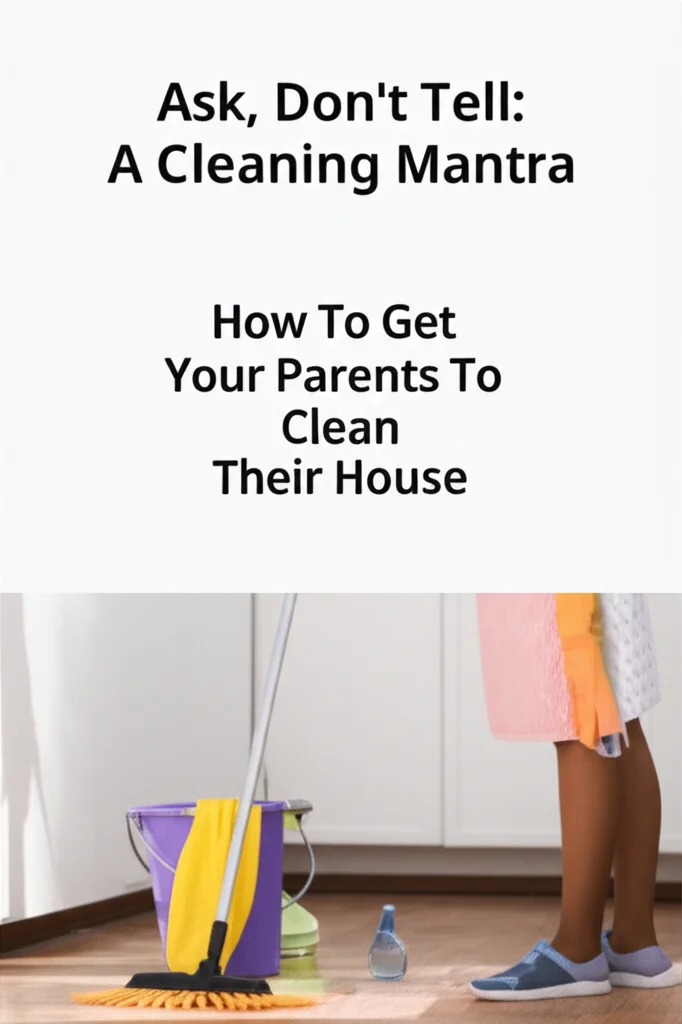 Ask, Don't Tell:
A Cleaning Mantra
How To Get
Your Parents To
Clean
Their House